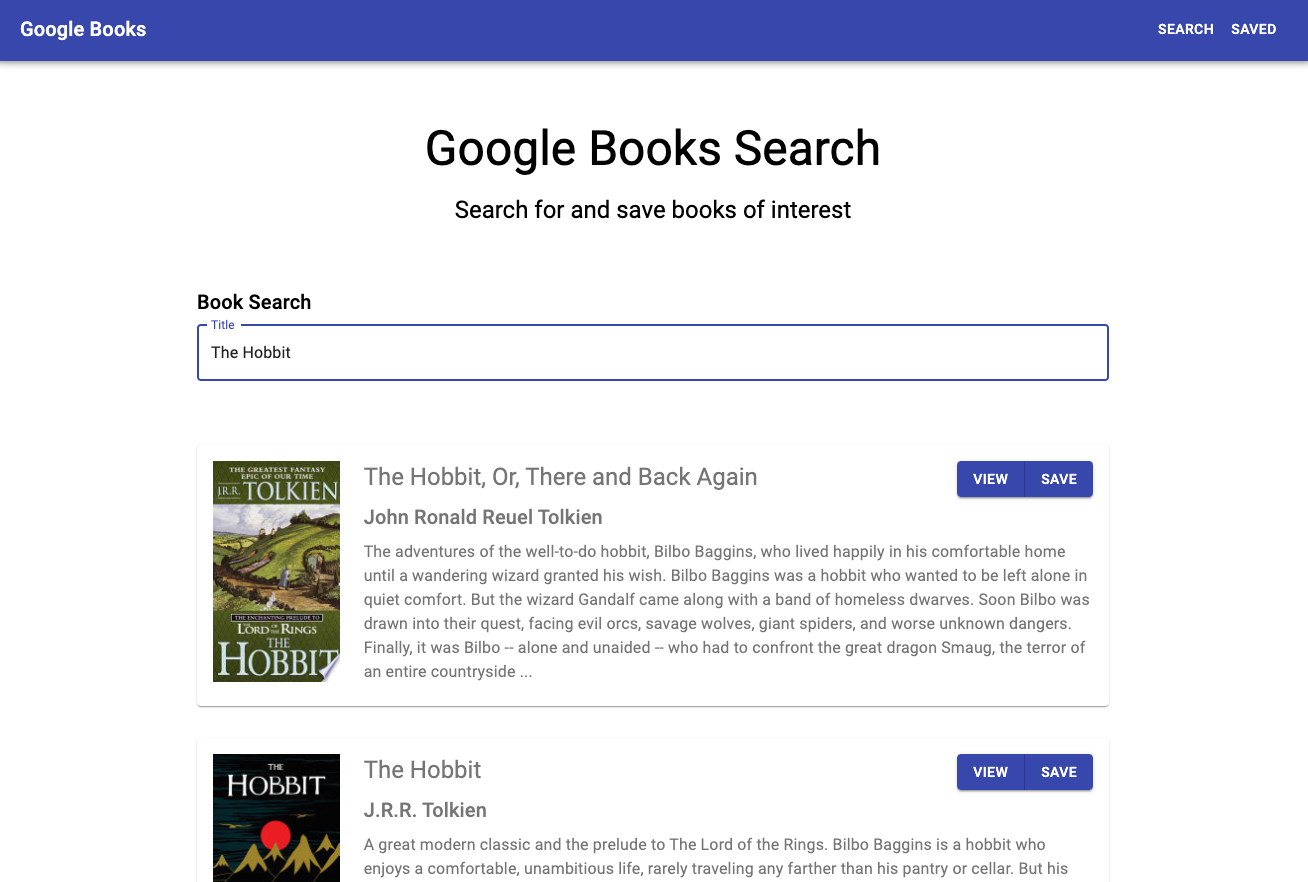 Google Books
SEARCH SAVED
Google Books Search
Search for and save books of interest
Book Search
Title
The Hobbit
THE GREATEST FANTASY
EPIC OF OUR TIME
J.R.R. TOLKIEN
THE ENCHANTING PRELUDE TO
THE LORD OF THE RINGS
THE
HOBBIT
The Hobbit, Or, There and Back Again
VIEW SAVE
John Ronald Reuel Tolkien
The adventures of the well-to-do hobbit, Bilbo Baggins, who lived happily in his comfortable home
until a wandering wizard granted his wish. Bilbo Baggins was a hobbit who wanted to be left alone in
quiet comfort. But the wizard Gandalf came along with a band of homeless dwarves. Soon Bilbo was
drawn into their quest, facing evil orcs, savage wolves, giant spiders, and worse unknown dangers.
Finally, it was Bilbo -- alone and unaided -- who had to confront the great dragon Smaug, the terror of
an entire countryside ...
THE
HOBBIT
The Hobbit
VIEW SAVE
J.R.R. Tolkien
A great modern classic and the prelude to The Lord of the Rings. Bilbo Baggins is a hobbit who
enjoys a comfortable, unambitious life, rarely traveling any farther than his pantry or cellar. But his